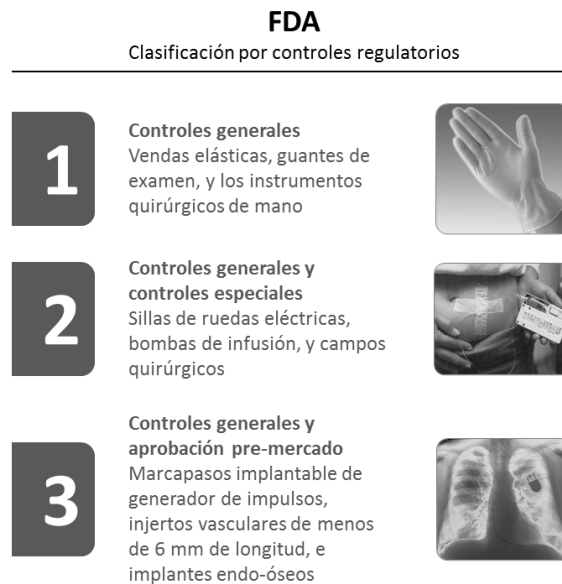 FDA
Clasificación por controles regulatorios
1
Controles generales
Vendas elásticas, guantes de
examen, y los instrumentos
quirúrgicos de mano
2
Controles generales y
controles especiales
Sillas de ruedas eléctricas,
bombas de infusión, y campos
quirúrgicos
3
Controles generales y
aprobación pre-mercado
Marcapasos implantable de
generador de impulsos,
injertos vasculares de menos
de 6 mm de longitud, e
implantes endo-óseos